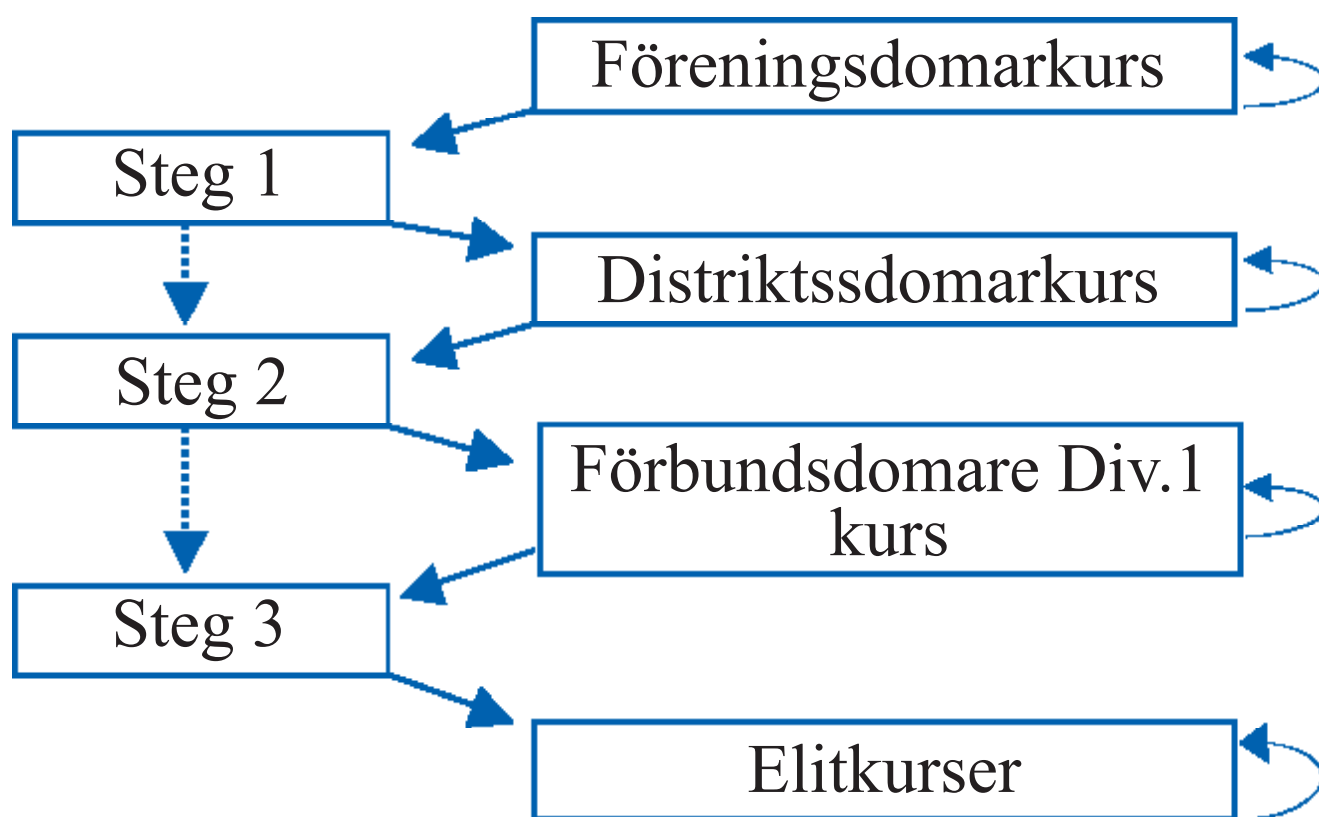 Föreningsdomarkurs
Steg 1
Distriktssdomarkurs
Steg 2
Förbundsdomare Div.1
kurs
Steg 3
Elitkurser